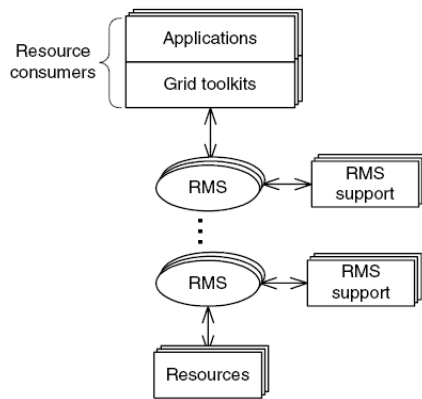 Applications
Resource
consumers
Grid toolkits
RMS
RMS
support
RMS
RMS
support
Resources